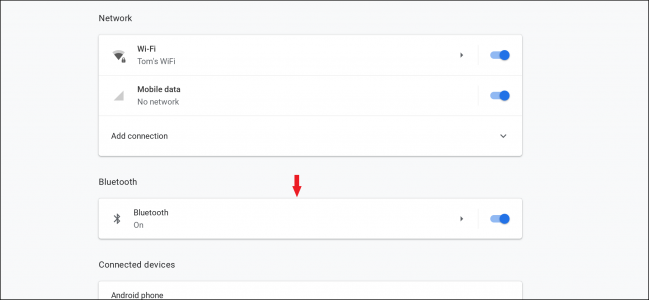 Network
Wi-Fi
Tom's WiFi
Mobile data
No network
Add connection
Bluetooth
Bluetooth
On
Connected devices
Android phone